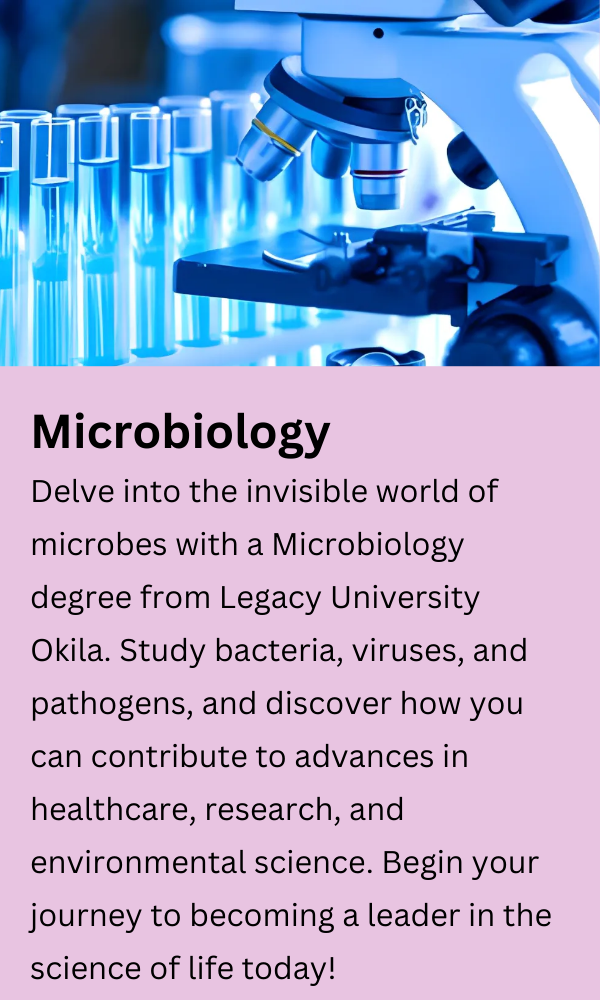 Microbiology
Delve into the invisible world of
microbes with a Microbiology
degree from Legacy University
Okila. Study bacteria, viruses, and
pathogens, and discover how you
can contribute to advances in
healthcare, research, and
environmental science. Begin your
journey to becoming a leader in the
science of life today!